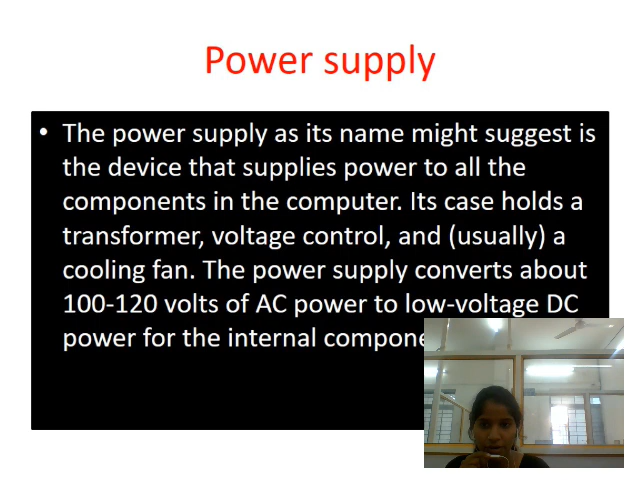 Power supply
• The power supply as its name might suggest is
the device that supplies power to all the
components in the computer. Its case holds a
transformer, voltage control, and (usually) a
cooling fan. The power supply converts about
100-120 volts of AC power to low-voltage DC
power for the internal